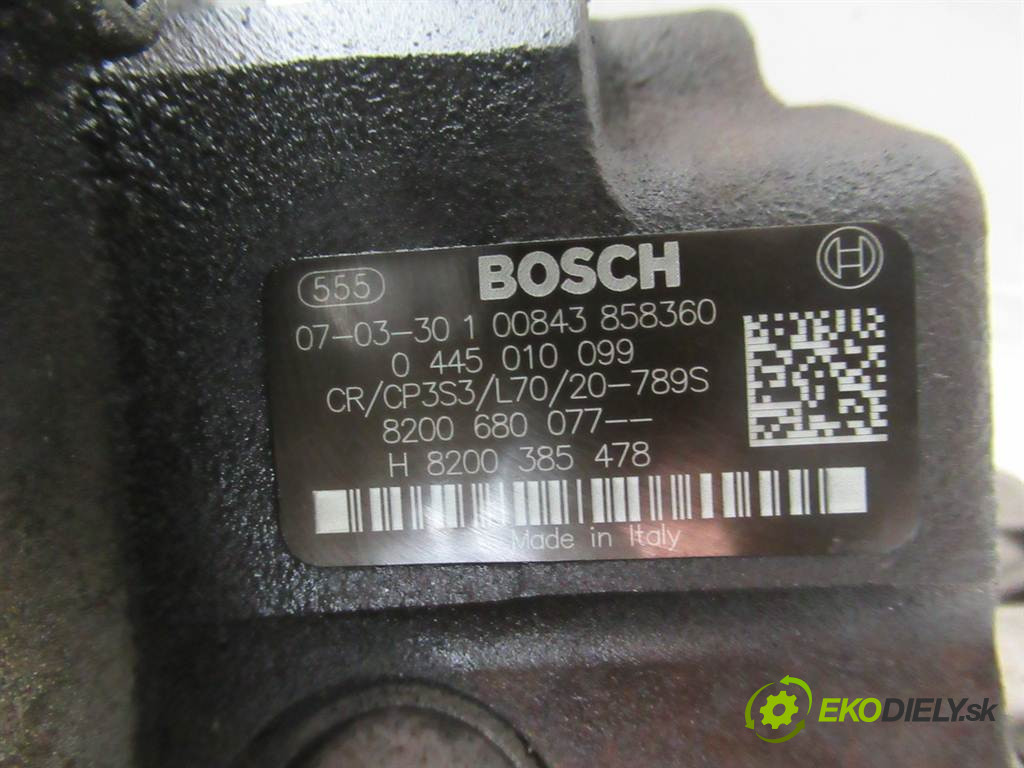 555 BOSCH
07-03-30 1 00843 858360
0 445 010 099
CR/CP3S3/L70/20-789S
8200 680 077--
H 8200 385 478
Made in Italy
EKODIELY.sk